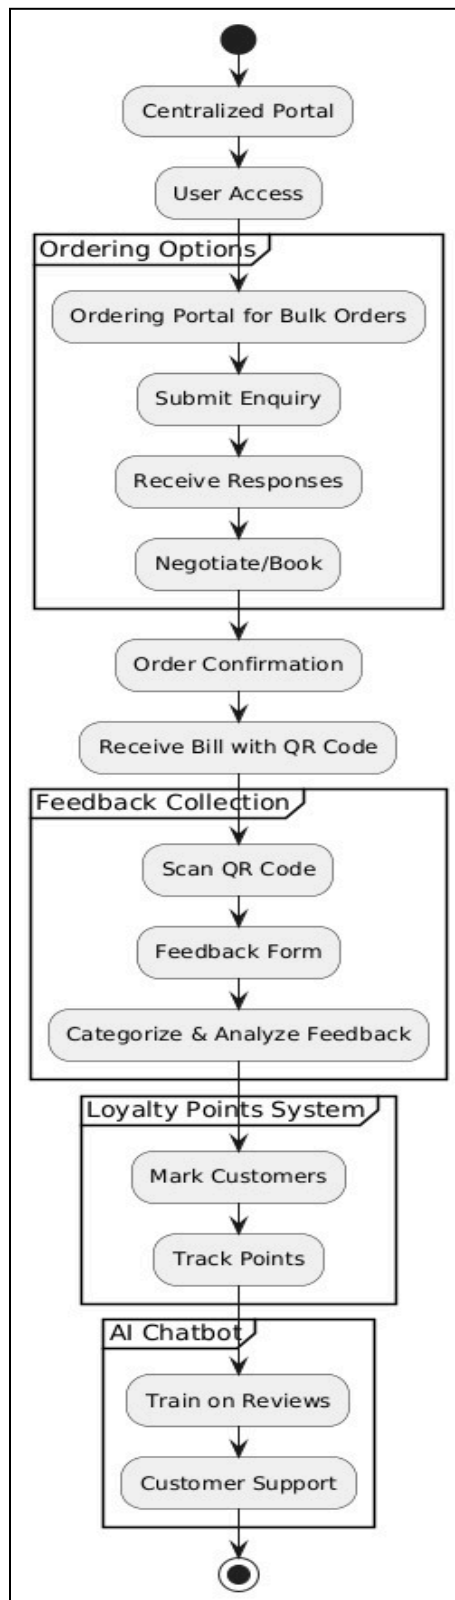 Centralized Portal
User Access
Ordering Options
Ordering Portal for Bulk Orders
Submit Enquiry
Receive Responses
Negotiate/Book
Order Confirmation
Receive Bill with QR Code
Feedback Collection
Scan QR Code
Feedback Form
Categorize & Analyze Feedback
Loyalty Points System
Mark Customers
Track Points
AI Chatbot
Train on Reviews
Customer Support